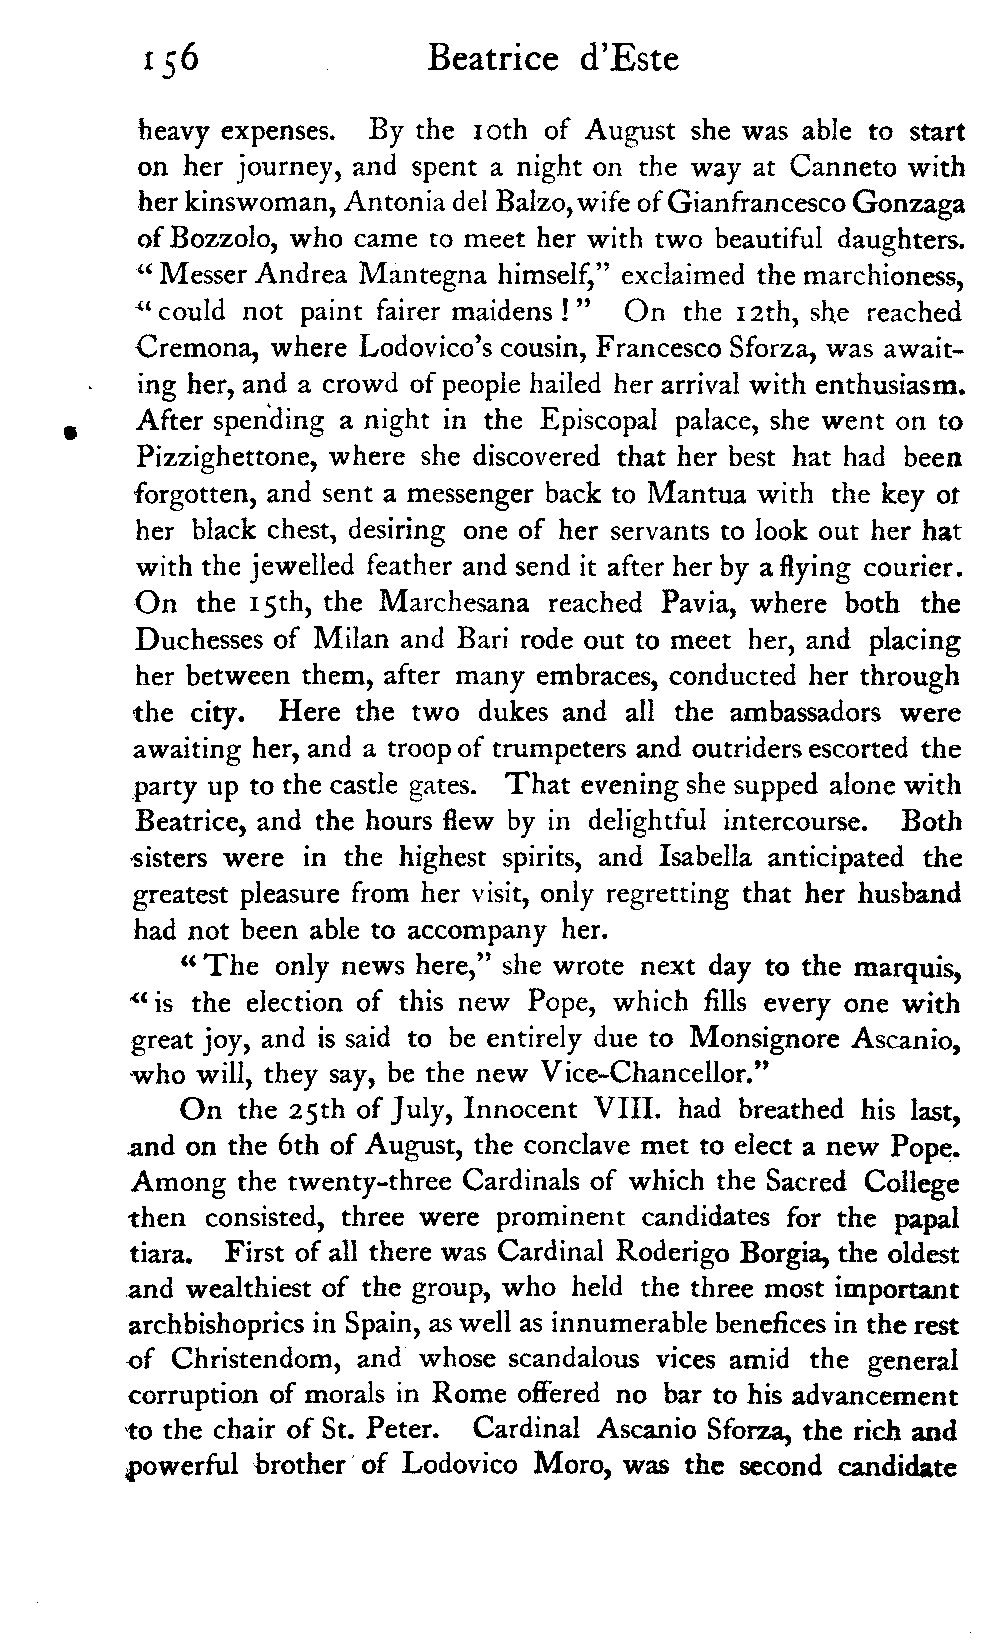 156 Beatrice d'Este
heavy expenses. By the 10th of August she was able to start
on her journey, and spent a night on the way at Canneto with
her kinswoman, Antonia del Balzo, wife of Gianfrancesco Gonzaga
of Bozzolo, who came to meet her with two beautiful daughters.
“Messer Andrea Mantegna himself,” exclaimed the marchioness,
“could not paint fairer maidens!” On the 12th, she reached
Cremona, where Lodovico's cousin, Francesco Sforza, was await-
ing her, and a crowd of people hailed her arrival with enthusiasm.
After spending a night in the Episcopal palace, she went on to
Pizzighettone, where she discovered that her best hat had been
forgotten, and sent a messenger back to Mantua with the key of
her black chest, desiring one of her servants to look out her hat
with the jewelled feather and send it after her by a flying courier.
On the 15th, the Marchesana reached Pavia, where both the
Duchesses of Milan and Bari rode out to meet her, and placing
her between them, after many embraces, conducted her through
the city. Here the two dukes and all the ambassadors were
awaiting her, and a troop of trumpeters and outriders escorted the
party up to the castle gates. That evening she supped alone with
Beatrice, and the hours flew by in delightful intercourse. Both
sisters were in the highest spirits, and Isabella anticipated the
greatest pleasure from her visit, only regretting that her husband
had not been able to accompany her.
“The only news here,” she wrote next day to the marquis,
“is the election of this new Pope, which fills every one with
great joy, and is said to be entirely due to Monsignore Ascanio,
who will, they say, be the new Vice-Chancellor.”
On the 25th of July, Innocent VIII. had breathed his last,
and on the 6th of August, the conclave met to elect a new Pope.
Among the twenty-three Cardinals of which the Sacred College
then consisted, three were prominent candidates for the papal
tiara. First of all there was Cardinal Roderigo Borgia, the oldest
and wealthiest of the group, who held the three most important
archbishoprics in Spain, as well as innumerable benefices in the rest
of Christendom, and whose scandalous vices amid the general
corruption of morals in Rome offered no bar to his advancement
to the chair of St. Peter. Cardinal Ascanio Sforza, the rich and
powerful brother of Lodovico Moro, was the second candidate